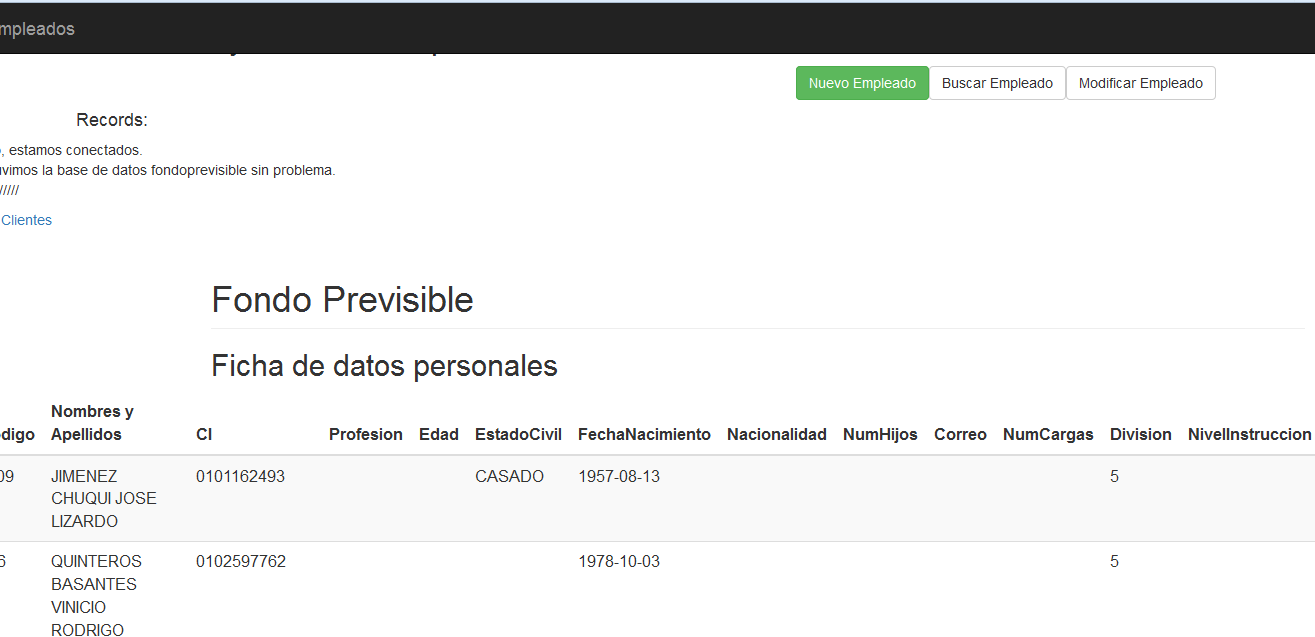 mpleados
Nuevo Empleado Buscar Empleado Modificar Empleado
Records:
, estamos conectados.
uvimos la base de datos fondoprevisible sin problema.
/////
Clientes
Fondo Previsible
Ficha de datos personales
Nombres y
digo Apellidos CI Profesion Edad EstadoCivil FechaNacimiento Nacionalidad NumHijos Correo NumCargas Division NivelInstruccion
09 JIMENEZ 0101162493 CASADO 1957-08-13 5
CHUQUI JOSE
LIZARDO
6 QUINTEROS 0102597762 1978-10-03 5
BASANTES
VINICIO
RODRIGO